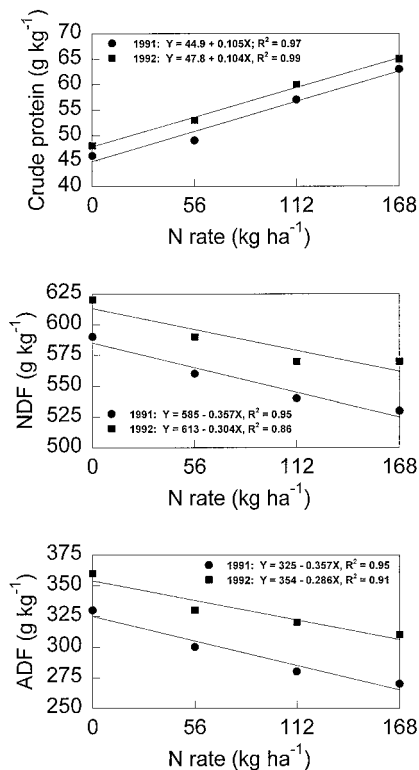 Crude protein (g kg⁻¹)
70
65
60
55
50
45
40
● 1991: Y = 44.9 + 0.105X; R² = 0.97
■ 1992: Y = 47.8 + 0.104X, R² = 0.99
0 56 112 168
N rate (kg ha⁻¹)
NDF (g kg⁻¹)
625
600
575
550
525
500
● 1991: Y = 585 - 0.357X, R² = 0.95
■ 1992: Y = 613 - 0.304X, R² = 0.86
0 56 112 168
N rate (kg ha⁻¹)
ADF (g kg⁻¹)
375
350
325
300
275
250
● 1991: Y = 325 - 0.357X, R² = 0.95
■ 1992: Y = 354 - 0.286X, R² = 0.91
0 56 112 168
N rate (kg ha⁻¹)